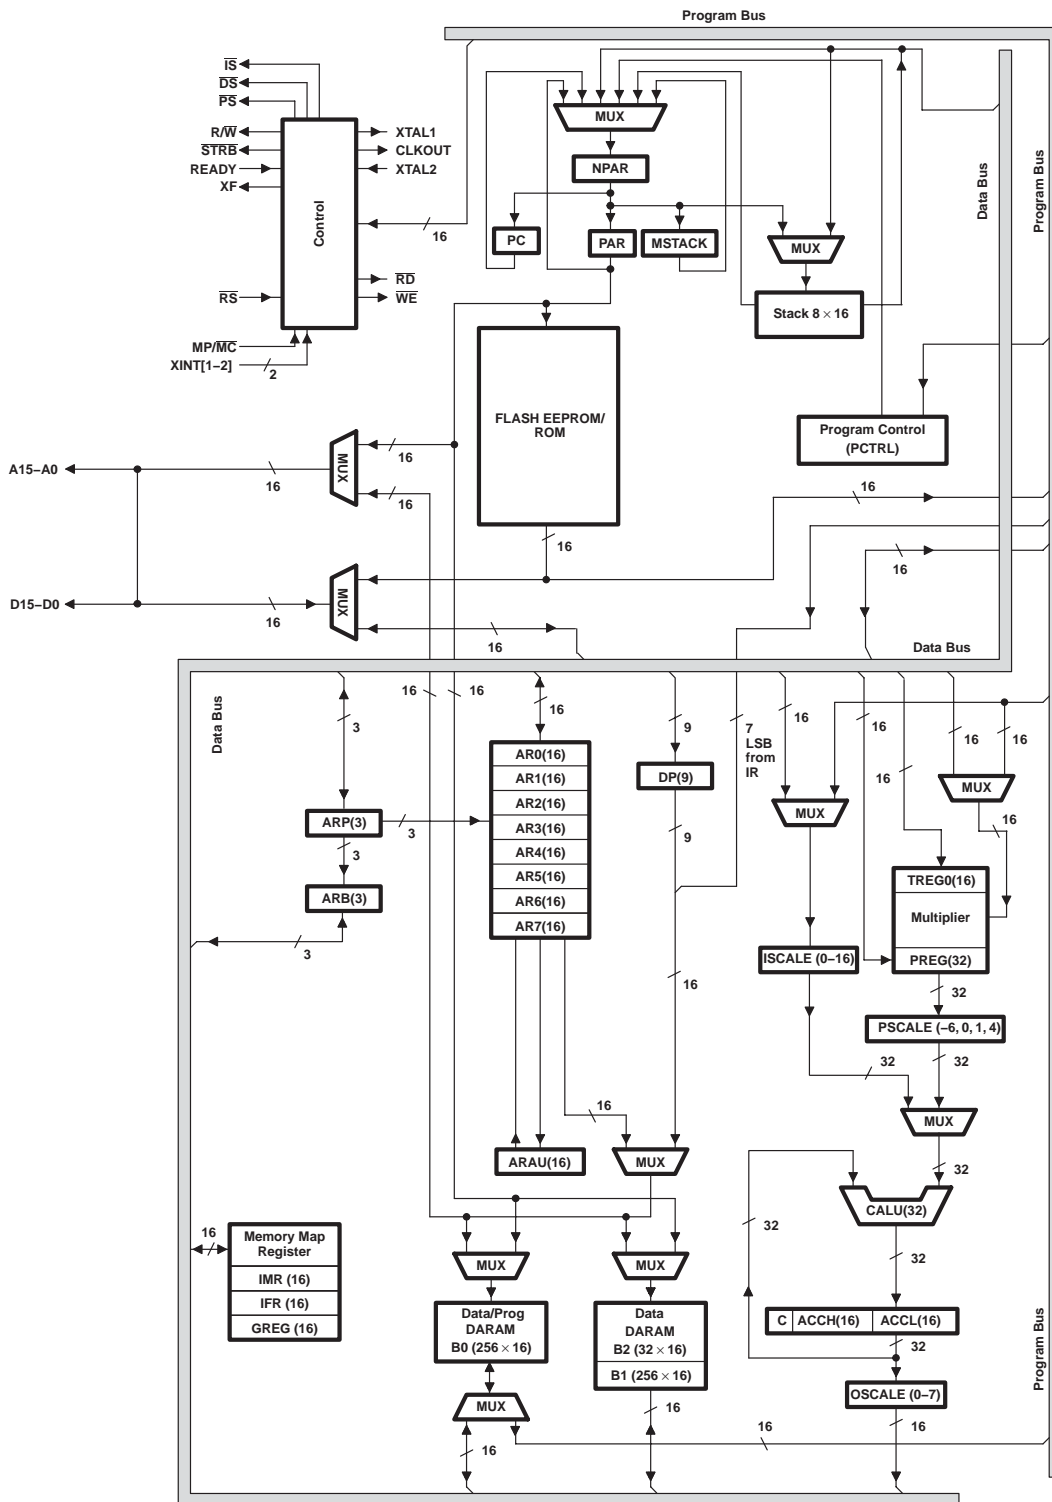 Program Bus
IS
DS
PS
R/W
STRB
READY
XF
RS
MP/MC
XINT[1–2]
2
Control
XTAL1
CLKOUT
XTAL2
16
RD
WE
MUX
NPAR
PC
PAR
MSTACK
MUX
Stack 8 × 16
Data Bus
Program Bus
FLASH EEPROM/
ROM
Program Control
(PCTRL)
A15–A0
16
MUX
16
16
16
16
D15–D0
16
MUX
16
16
Data Bus
Data Bus
3
16
16
16
9
7
LSB
from
IR
16
16
16
16
16
AR0(16)
AR1(16)
AR2(16)
AR3(16)
AR4(16)
AR5(16)
AR6(16)
AR7(16)
DP(9)
9
MUX
MUX
16
ARP(3)
3
3
ARB(3)
3
TREG0(16)
Multiplier
PREG(32)
ISCALE (0–16)
16
32
PSCALE (–6, 0, 1, 4)
32
32
16
MUX
ARAU(16)
MUX
32
CALU(32)
32
32
16
Memory Map
Register
IMR (16)
IFR (16)
GREG (16)
MUX
MUX
Data/Prog
DARAM
B0 (256 × 16)
Data
DARAM
B2 (32 × 16)
B1 (256 × 16)
C
ACCH(16)
ACCL(16)
32
OSCALE (0–7)
MUX
16
16
16
16
Program Bus